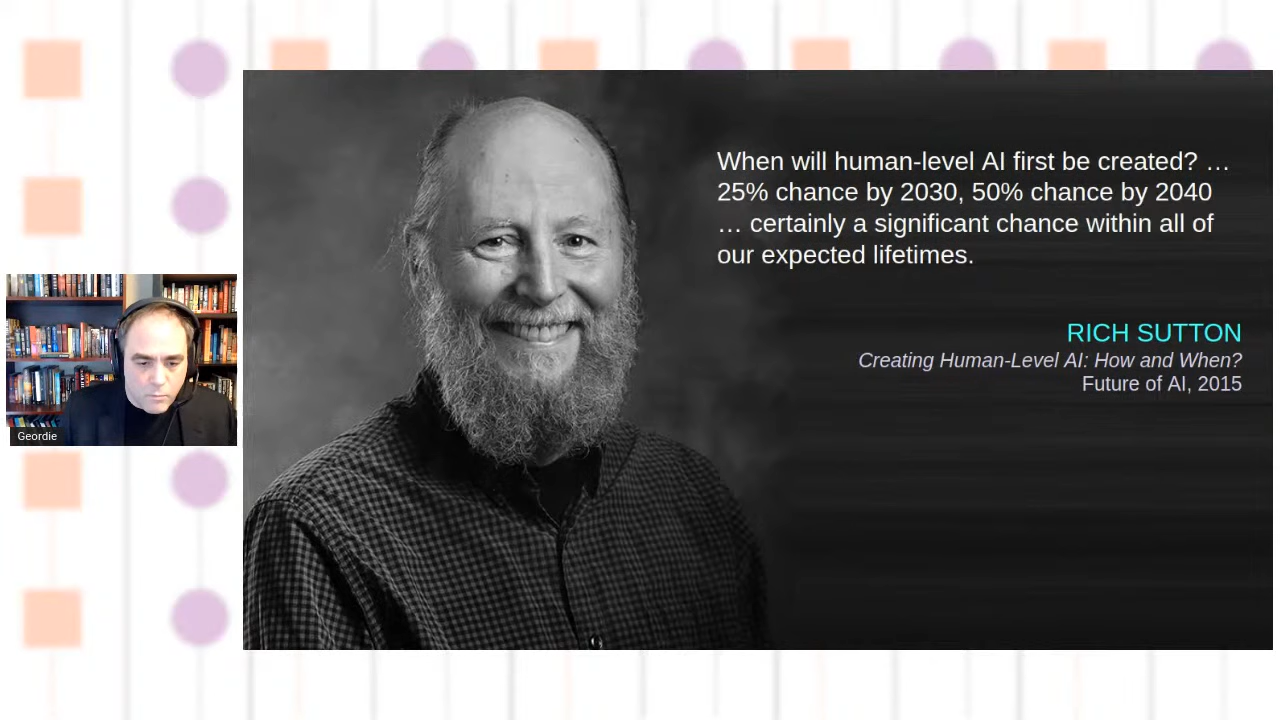 When will human-level AI first be created? …
25% chance by 2030, 50% chance by 2040
… certainly a significant chance within all of
our expected lifetimes.
RICH SUTTON
Creating Human-Level AI: How and When?
Future of AI, 2015
Geordie